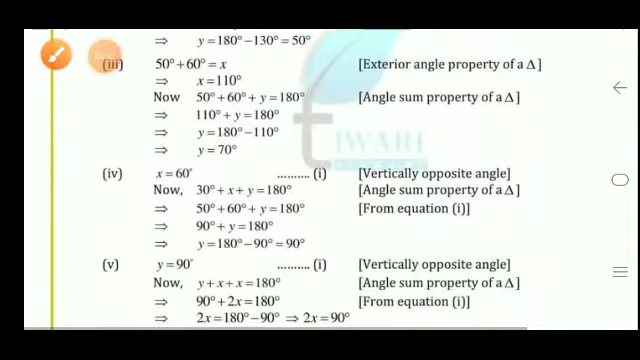 ⇒ y = 180° − 130° = 50°
(iii) 50° + 60° = x [Exterior angle property of a Δ]
⇒ x = 110°
Now 50° + 60° + y = 180° [Angle sum property of a Δ]
⇒ 110° + y = 180°
⇒ y = 180° − 110°
⇒ y = 70°
TIWARI
(iv) x = 60° .......... (i) [Vertically opposite angle]
Now, 30° + x + y = 180° [Angle sum property of a Δ]
⇒ 50° + 60° + y = 180° [From equation (i)]
⇒ 90° + y = 180°
⇒ y = 180° − 90° = 90°
(v) y = 90° .......... (i) [Vertically opposite angle]
Now, y + x + x = 180° [Angle sum property of a Δ]
⇒ 90° + 2x = 180° [From equation (i)]
⇒ 2x = 180° − 90° ⇒ 2x = 90°